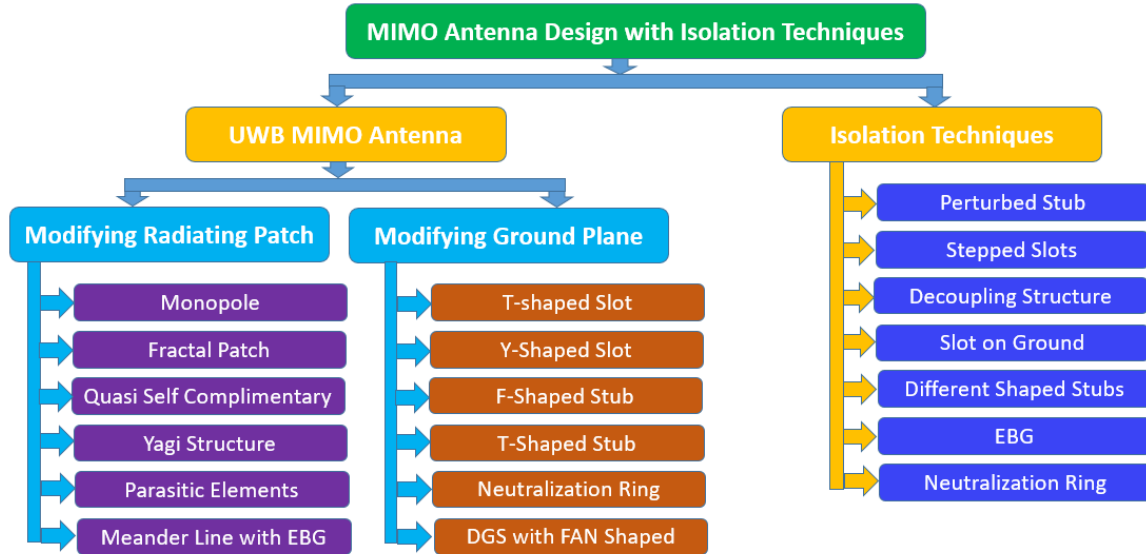 MIMO Antenna Design with Isolation Techniques
UWB MIMO Antenna
Isolation Techniques
Modifying Radiating Patch
Modifying Ground Plane
Monopole
Fractal Patch
Quasi Self Complimentary
Yagi Structure
Parasitic Elements
Meander Line with EBG
T-shaped Slot
Y-Shaped Slot
F-Shaped Stub
T-Shaped Stub
Neutralization Ring
DGS with FAN Shaped
Perturbed Stub
Stepped Slots
Decoupling Structure
Slot on Ground
Different Shaped Stubs
EBG
Neutralization Ring